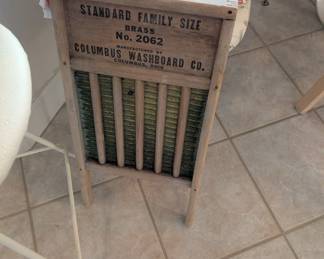 STANDARD FAMILY SIZE
BRASS
No. 2062
MANUFACTURED BY
COLUMBUS WASHBOARD CO.
COLUMBUS, OHIO